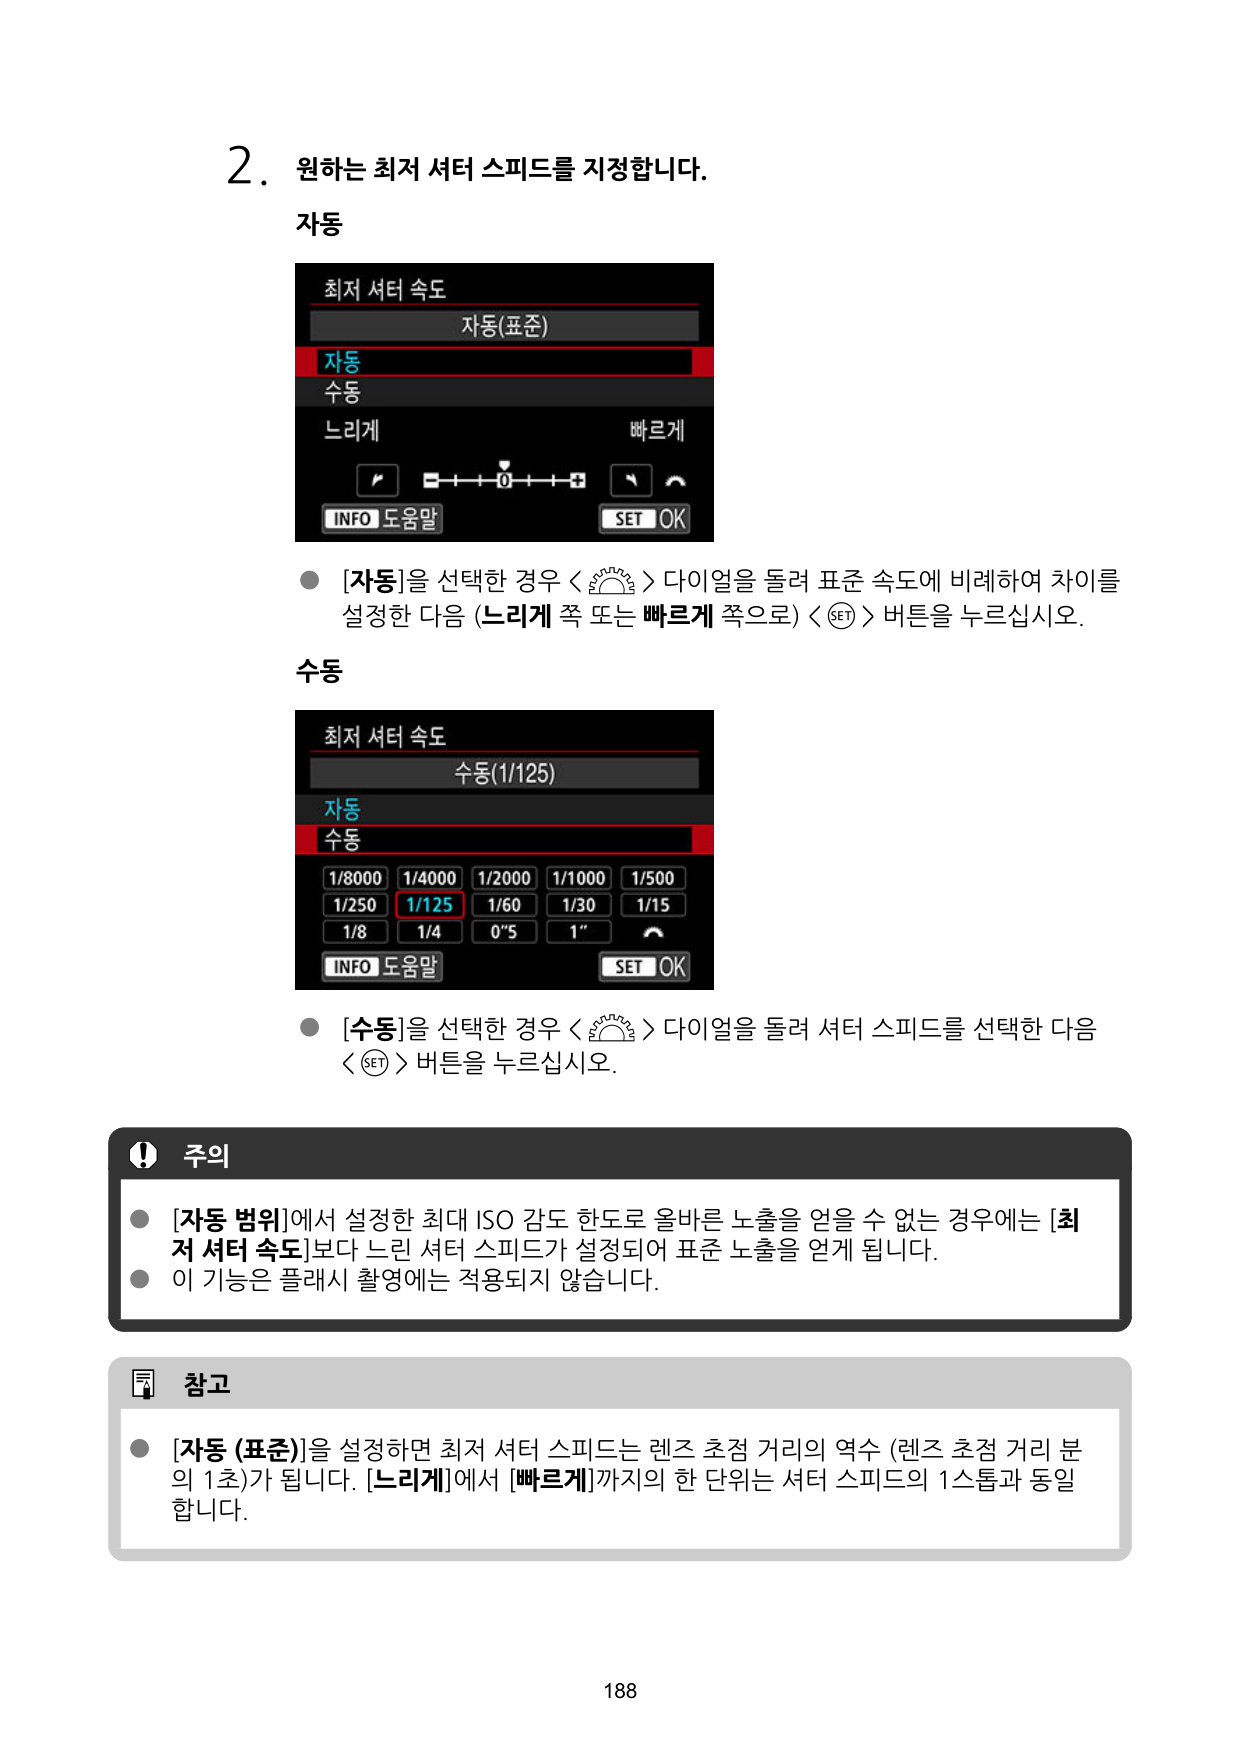 2. 원하는 최저 셔터 스피드를 지정합니다.
자동
최저 셔터 속도
자동(표준)
자동
수동
느리게 빠르게
0
INFO 도움말 SET OK
● [자동]을 선택한 경우 < > 다이얼을 돌려 표준 속도에 비례하여 차이를
설정한 다음 (느리게 쪽 또는 빠르게 쪽으로) < SET > 버튼을 누르십시오.
수동
최저 셔터 속도
수동(1/125)
자동
수동
1/8000 1/4000 1/2000 1/1000 1/500
1/250 1/125 1/60 1/30 1/15
1/8 1/4 0"5 1"
INFO 도움말 SET OK
● [수동]을 선택한 경우 < > 다이얼을 돌려 셔터 스피드를 선택한 다음
< SET > 버튼을 누르십시오.
주의
● [자동 범위]에서 설정한 최대 ISO 감도 한도로 올바른 노출을 얻을 수 없는 경우에는 [최
저 셔터 속도]보다 느린 셔터 스피드가 설정되어 표준 노출을 얻게 됩니다.
● 이 기능은 플래시 촬영에는 적용되지 않습니다.
참고
● [자동 (표준)]을 설정하면 최저 셔터 스피드는 렌즈 초점 거리의 역수 (렌즈 초점 거리 분
의 1초)가 됩니다. [느리게]에서 [빠르게]까지의 한 단위는 셔터 스피드의 1스톱과 동일
합니다.
188